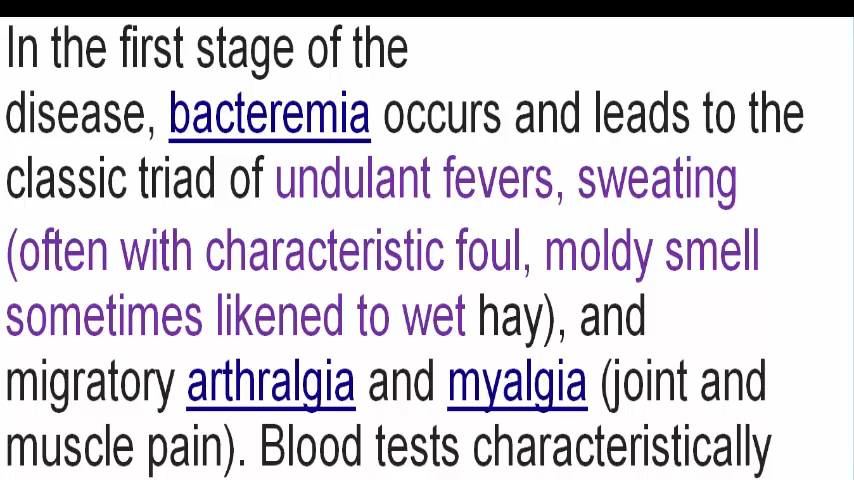 In the first stage of the
disease, bacteremia occurs and leads to the
classic triad of undulant fevers, sweating
(often with characteristic foul, moldy smell
sometimes likened to wet hay), and
migratory arthralgia and myalgia (joint and
muscle pain). Blood tests characteristically